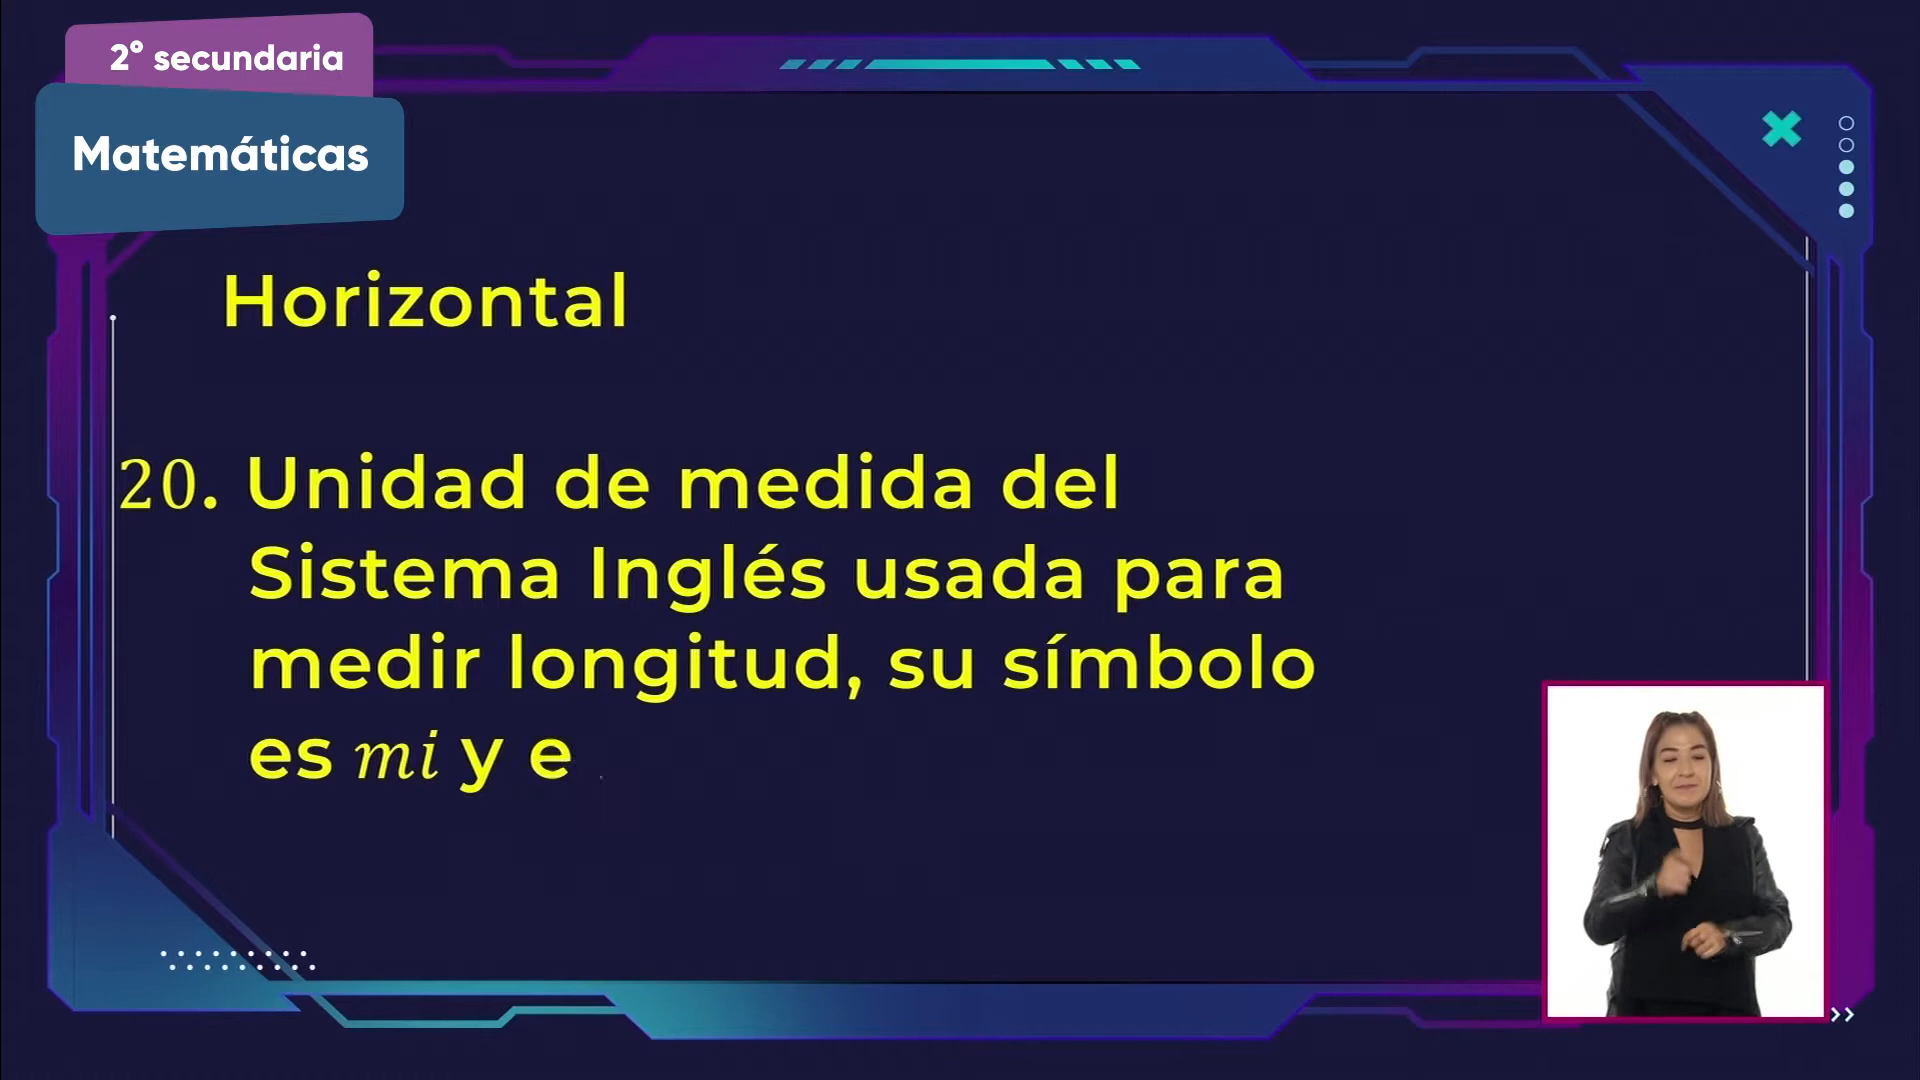 2° secundaria
Matemáticas
Horizontal
20. Unidad de medida del
Sistema Inglés usada para
medir longitud, su símbolo
es mi y e